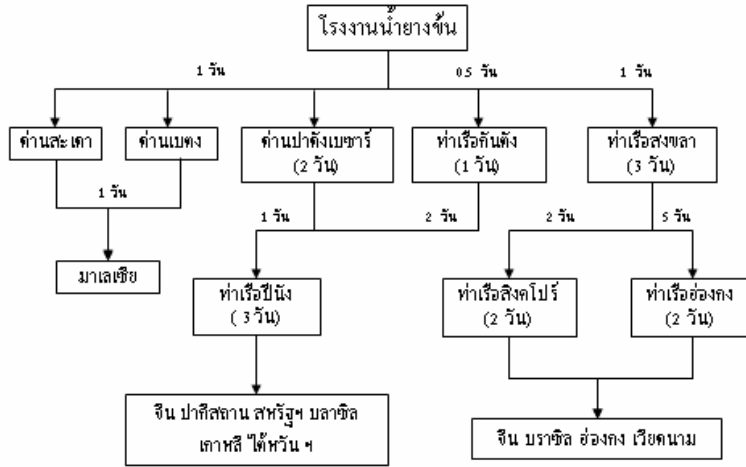 โรงงานน้ำยางข้น
1 วัน 0.5 วัน 1 วัน
ด่านสะเดา ด่านเบตง ด่านปาดังเบซาร์ ท่าเรือกันตัง ท่าเรือสงขลา
(2 วัน) (1 วัน) (3 วัน)
1 วัน
1 วัน 2 วัน 2 วัน 5 วัน
มาเลเซีย
ท่าเรือปีนัง ท่าเรือสิงคโปร์ ท่าเรือฮ่องกง
( 3 วัน) (2 วัน) (2 วัน)
จีน ปากีสถาน สหรัฐฯ บลาซิล
เกาหลี ไต้หวัน ฯ
จีน บราซิล ฮ่องกง เวียดนาม